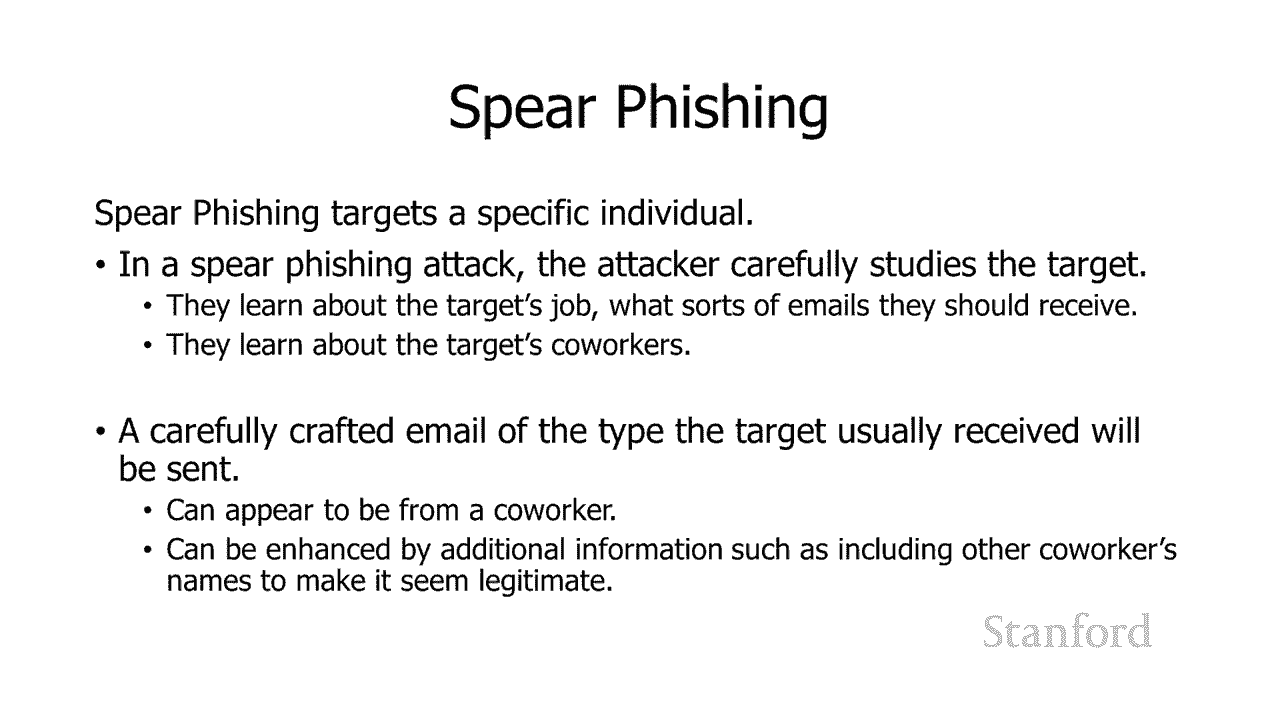 Spear Phishing
Spear Phishing targets a specific individual.
• In a spear phishing attack, the attacker carefully studies the target.
• They learn about the target’s job, what sorts of emails they should receive.
• They learn about the target’s coworkers.
• A carefully crafted email of the type the target usually received will
be sent.
• Can appear to be from a coworker.
• Can be enhanced by additional information such as including other coworker’s
names to make it seem legitimate.
Stanford